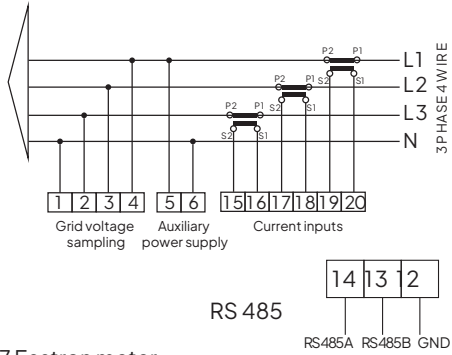 P2 P1
L1
P2 P1 S2 S1
L2
P2 P1 S2 S1
L3
S2 S1
N
3 PHASE 4 WIRE
1 2 3 4 5 6 15 16 17 18 19 20
Grid voltage sampling
Auxiliary power supply
Current inputs
14 13 12
RS 485
RS485A RS485B GND